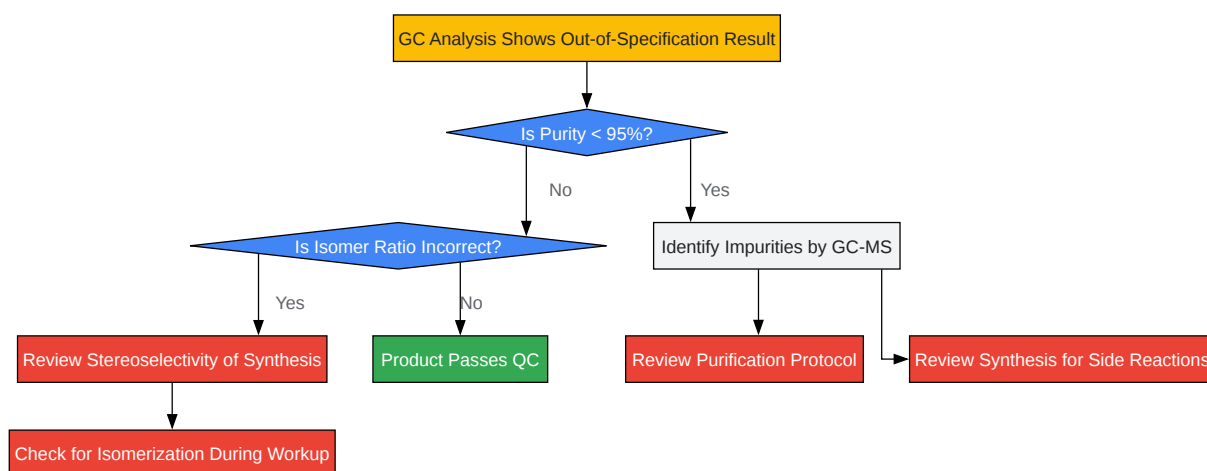 GC Analysis Shows Out-of-Specification Result
Is Purity < 95%?
No
Yes
Is Isomer Ratio Incorrect?
Identify Impurities by GC-MS
Yes
No
Review Stereoselectivity of Synthesis
Product Passes QC
Review Purification Protocol
Review Synthesis for Side Reactions
Check for Isomerization During Workup